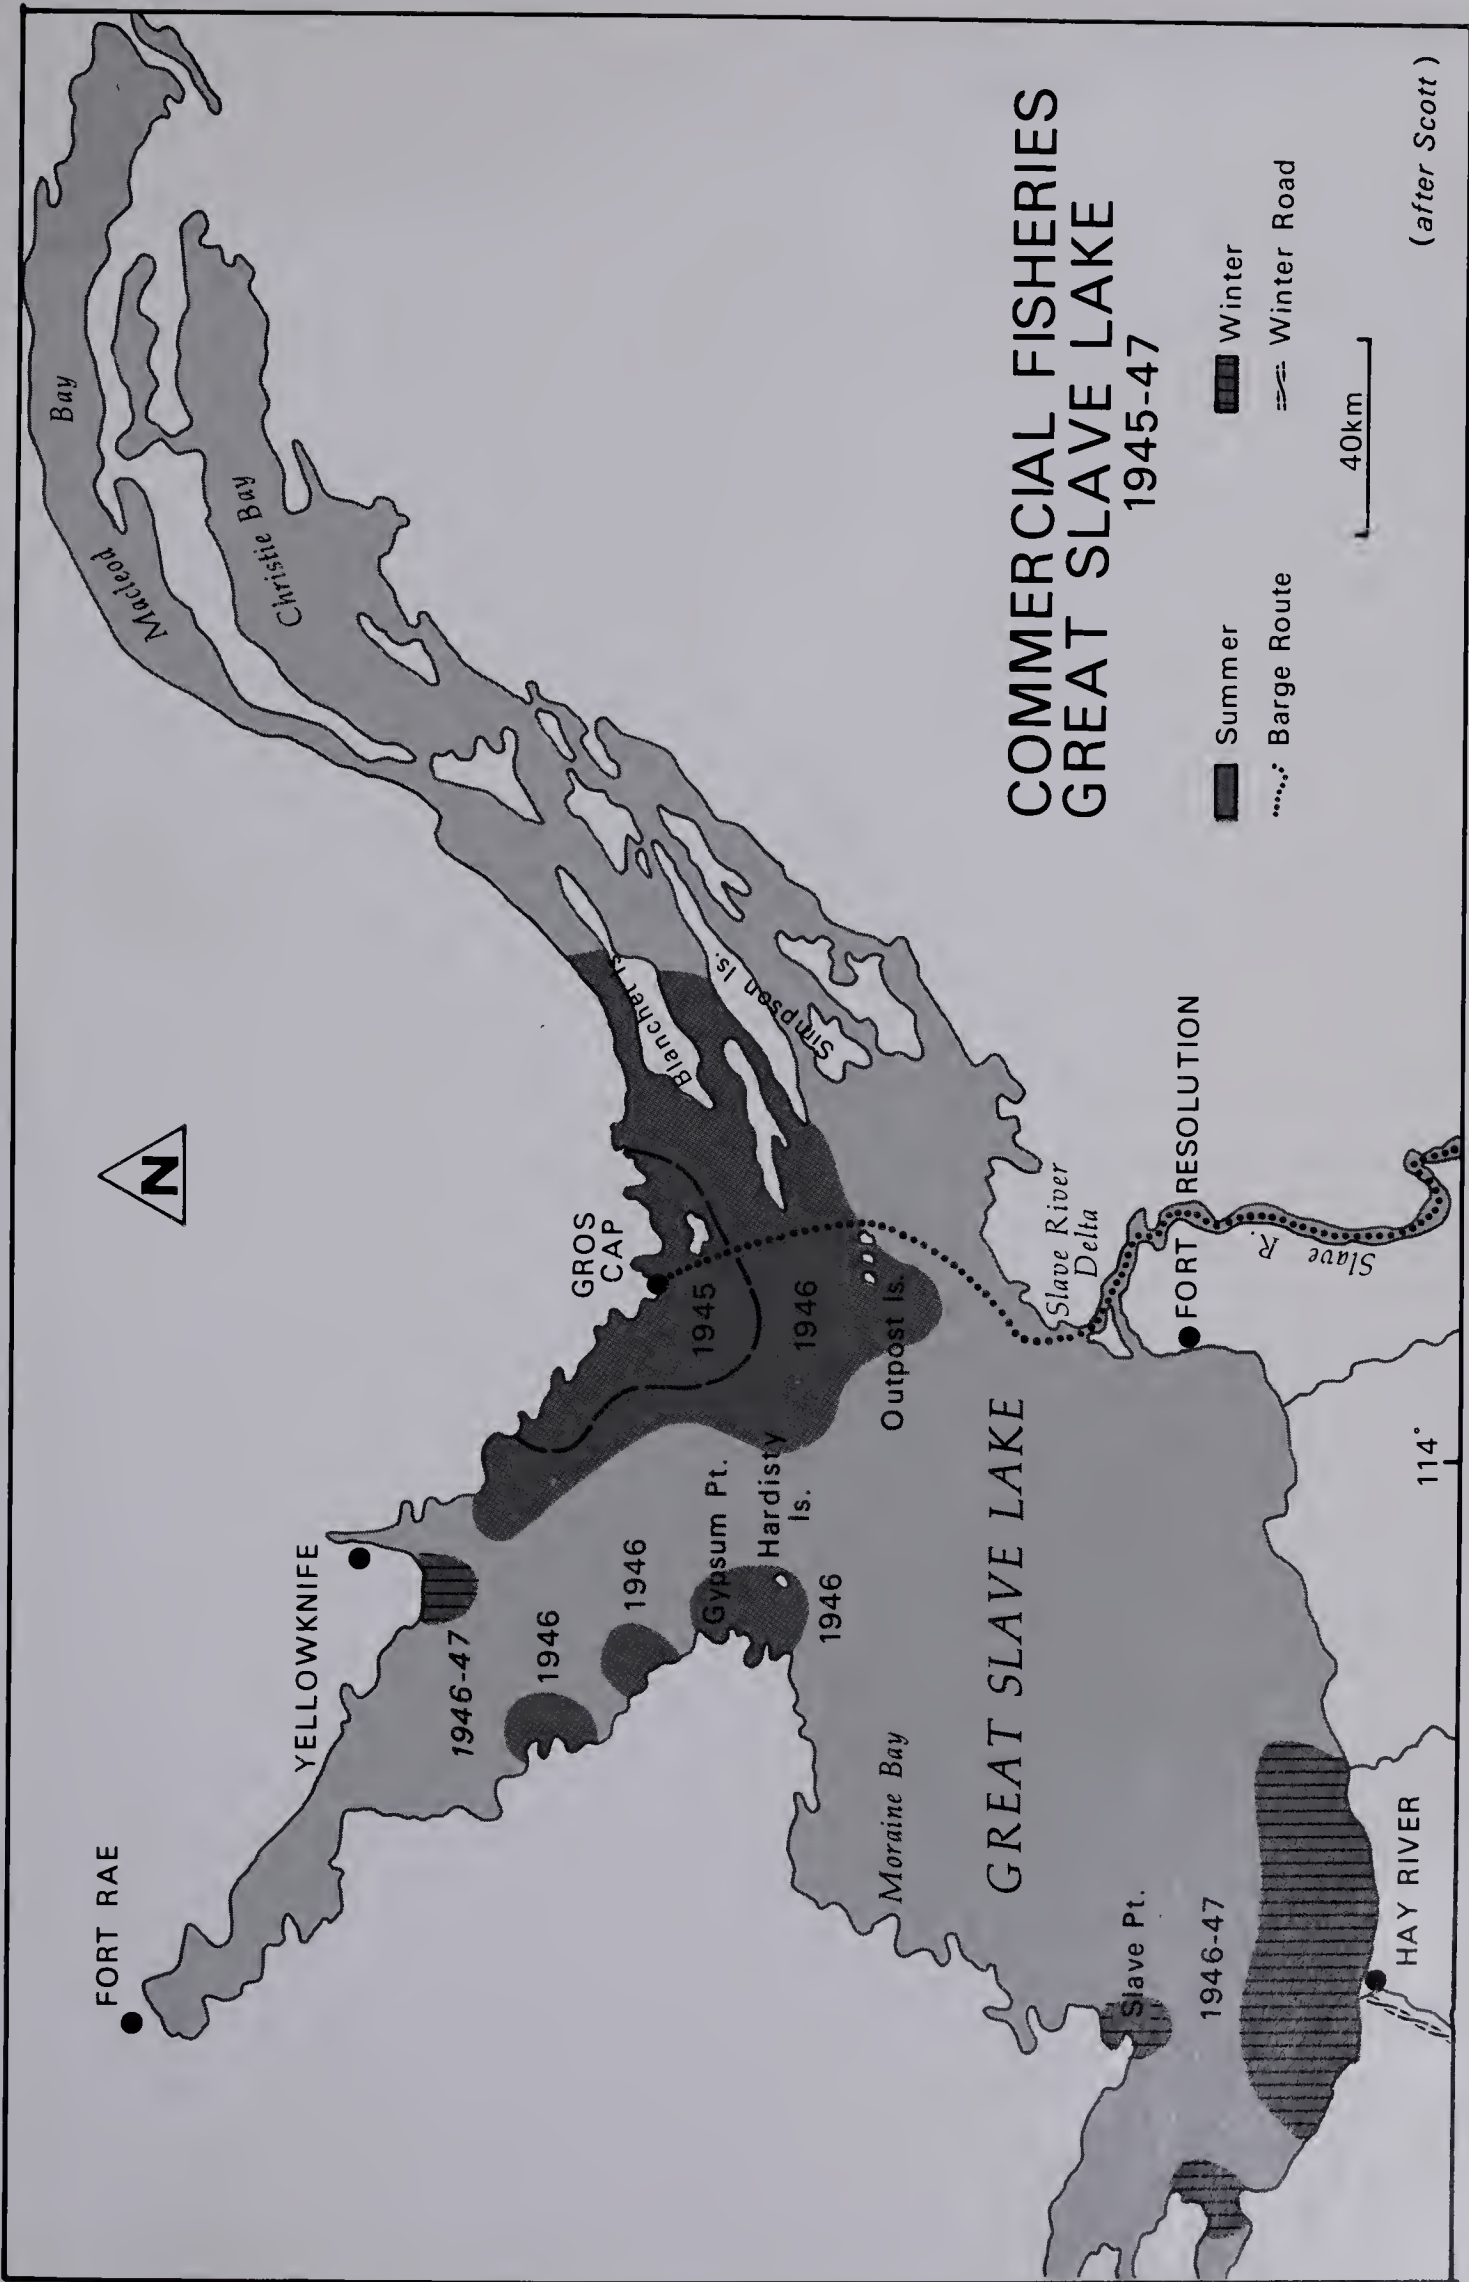 COMMERCIAL FISHERIES
GREAT SLAVE LAKE
1945-47
Summer
Winter
Barge Route
Winter Road
40km
(after Scott)
N
FORT RAE
YELLOWKNIFE
GROS
CAP
Macleod
Bay
Christie Bay
Blanchet Is.
Simpson Is.
1946-47
1946
1946
Gypsum Pt.
Hardisty
Is.
1946
1945
1946
Outpost Is.
Moraine Bay
GREAT SLAVE LAKE
Slave River
Delta
FORT RESOLUTION
Slave R.
Slave Pt.
1946-47
HAY RIVER
114°